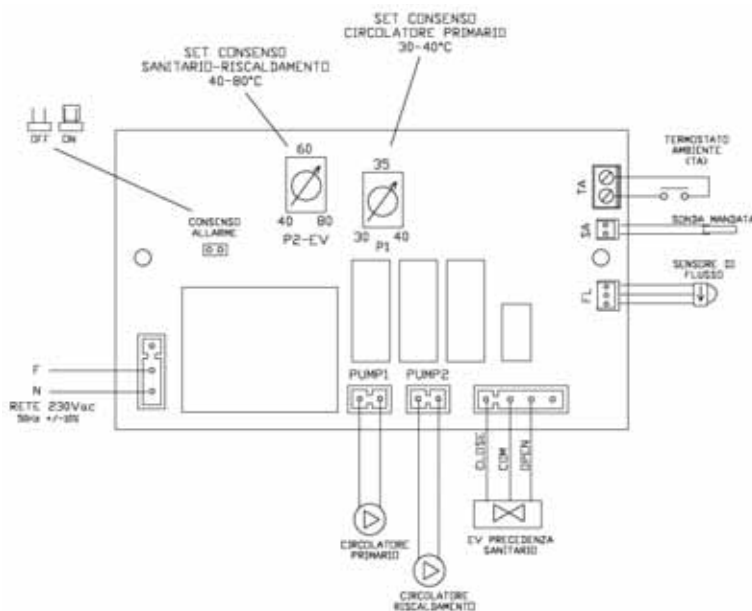 SET CONSENSO
CIRCOLATORE PRIMARIO
30-40°C
SET CONSENSO
SANITARIO-RISCALDAMENTO
40-80°C
OFF ON
60
35
40 80
30 40
P2-EV
P1
CONSENSO
ALLARME
TERMOSTATO
AMBIENTE
(TA)
TA
SONDA MANDATA
SA
SENSORE DI
FLUSSO
FL
F
N
RETE 230Vac
50Hz +/-10%
PUMP1 PUMP2
CLOSE
COM
OPEN
CIRCOLATORE
PRIMARIO
EV PRECEDENZA
SANITARIO
CIRCOLATORE
RISCALDAMENTO